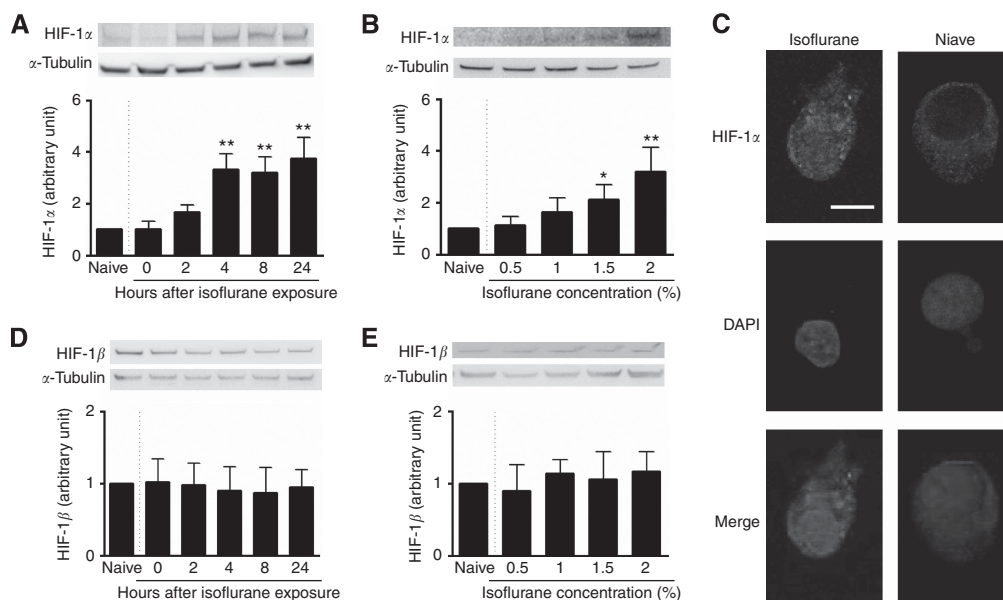 A
HIF-1α
α-Tubulin
HIF-1α (arbitrary unit)
6
4
2
0
**
**
**
Naive 0 2 4 8 24
Hours after isoflurane exposure
B
HIF-1α
α-Tubulin
HIF-1α (arbitrary unit)
6
4
2
0
*
**
Naive 0.5 1 1.5 2
Isoflurane concentration (%)
C
Isoflurane Niave
HIF-1α
DAPI
Merge
D
HIF-1β
α-Tubulin
HIF-1β (arbitrary unit)
2
1
0
Naive 0 2 4 8 24
Hours after isoflurane exposure
E
HIF-1β
α-Tubulin
HIF-1β (arbitrary unit)
2
1
0
Naive 0.5 1 1.5 2
Isoflurane concentration (%)